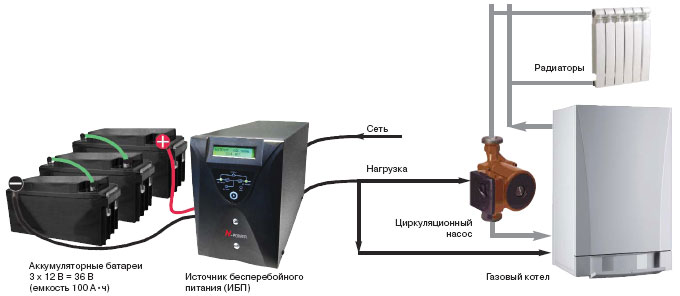 Радиаторы
Сеть
Нагрузка
Циркуляционный
насос
Аккумуляторные батареи
3 x 12 В = 36 В
(емкость 100 А·ч)
Источник бесперебойного
питания (ИБП)
Газовый котел